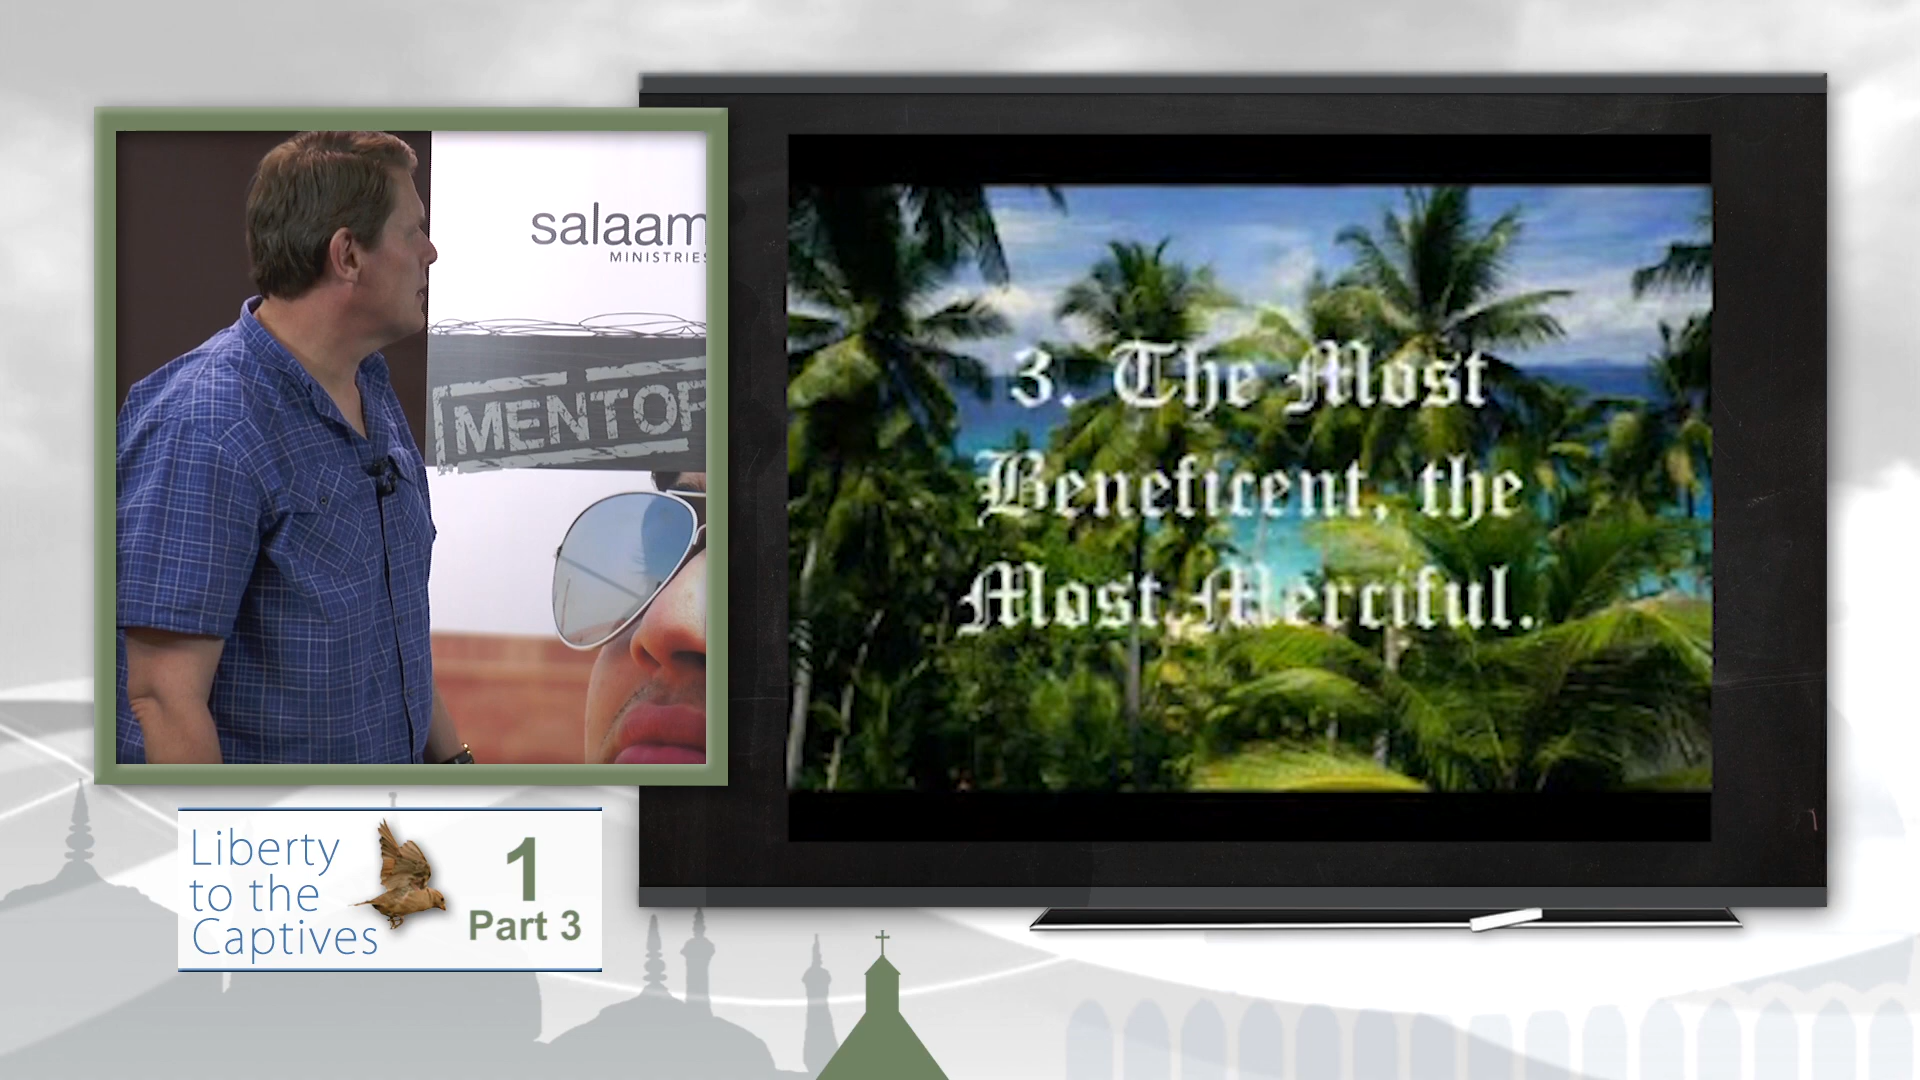 salaam
MINISTRIES
MENTOR
3. The Most
Beneficent, the
Most Merciful.
Liberty
to the
Captives
1
Part 3